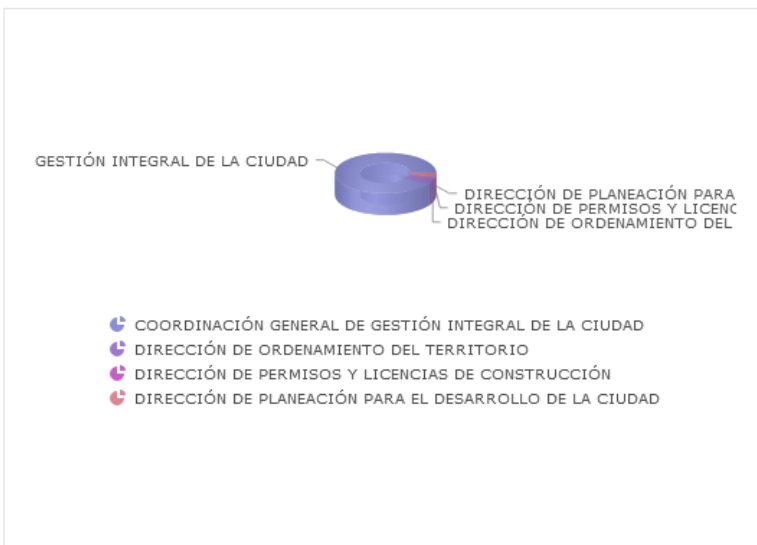 GESTIÓN INTEGRAL DE LA CIUDAD
DIRECCIÓN DE PLANEACIÓN PARA
DIRECCIÓN DE PERMISOS Y LICENC
DIRECCIÓN DE ORDENAMIENTO DEL
COORDINACIÓN GENERAL DE GESTIÓN INTEGRAL DE LA CIUDAD
DIRECCIÓN DE ORDENAMIENTO DEL TERRITORIO
DIRECCIÓN DE PERMISOS Y LICENCIAS DE CONSTRUCCIÓN
DIRECCIÓN DE PLANEACIÓN PARA EL DESARROLLO DE LA CIUDAD